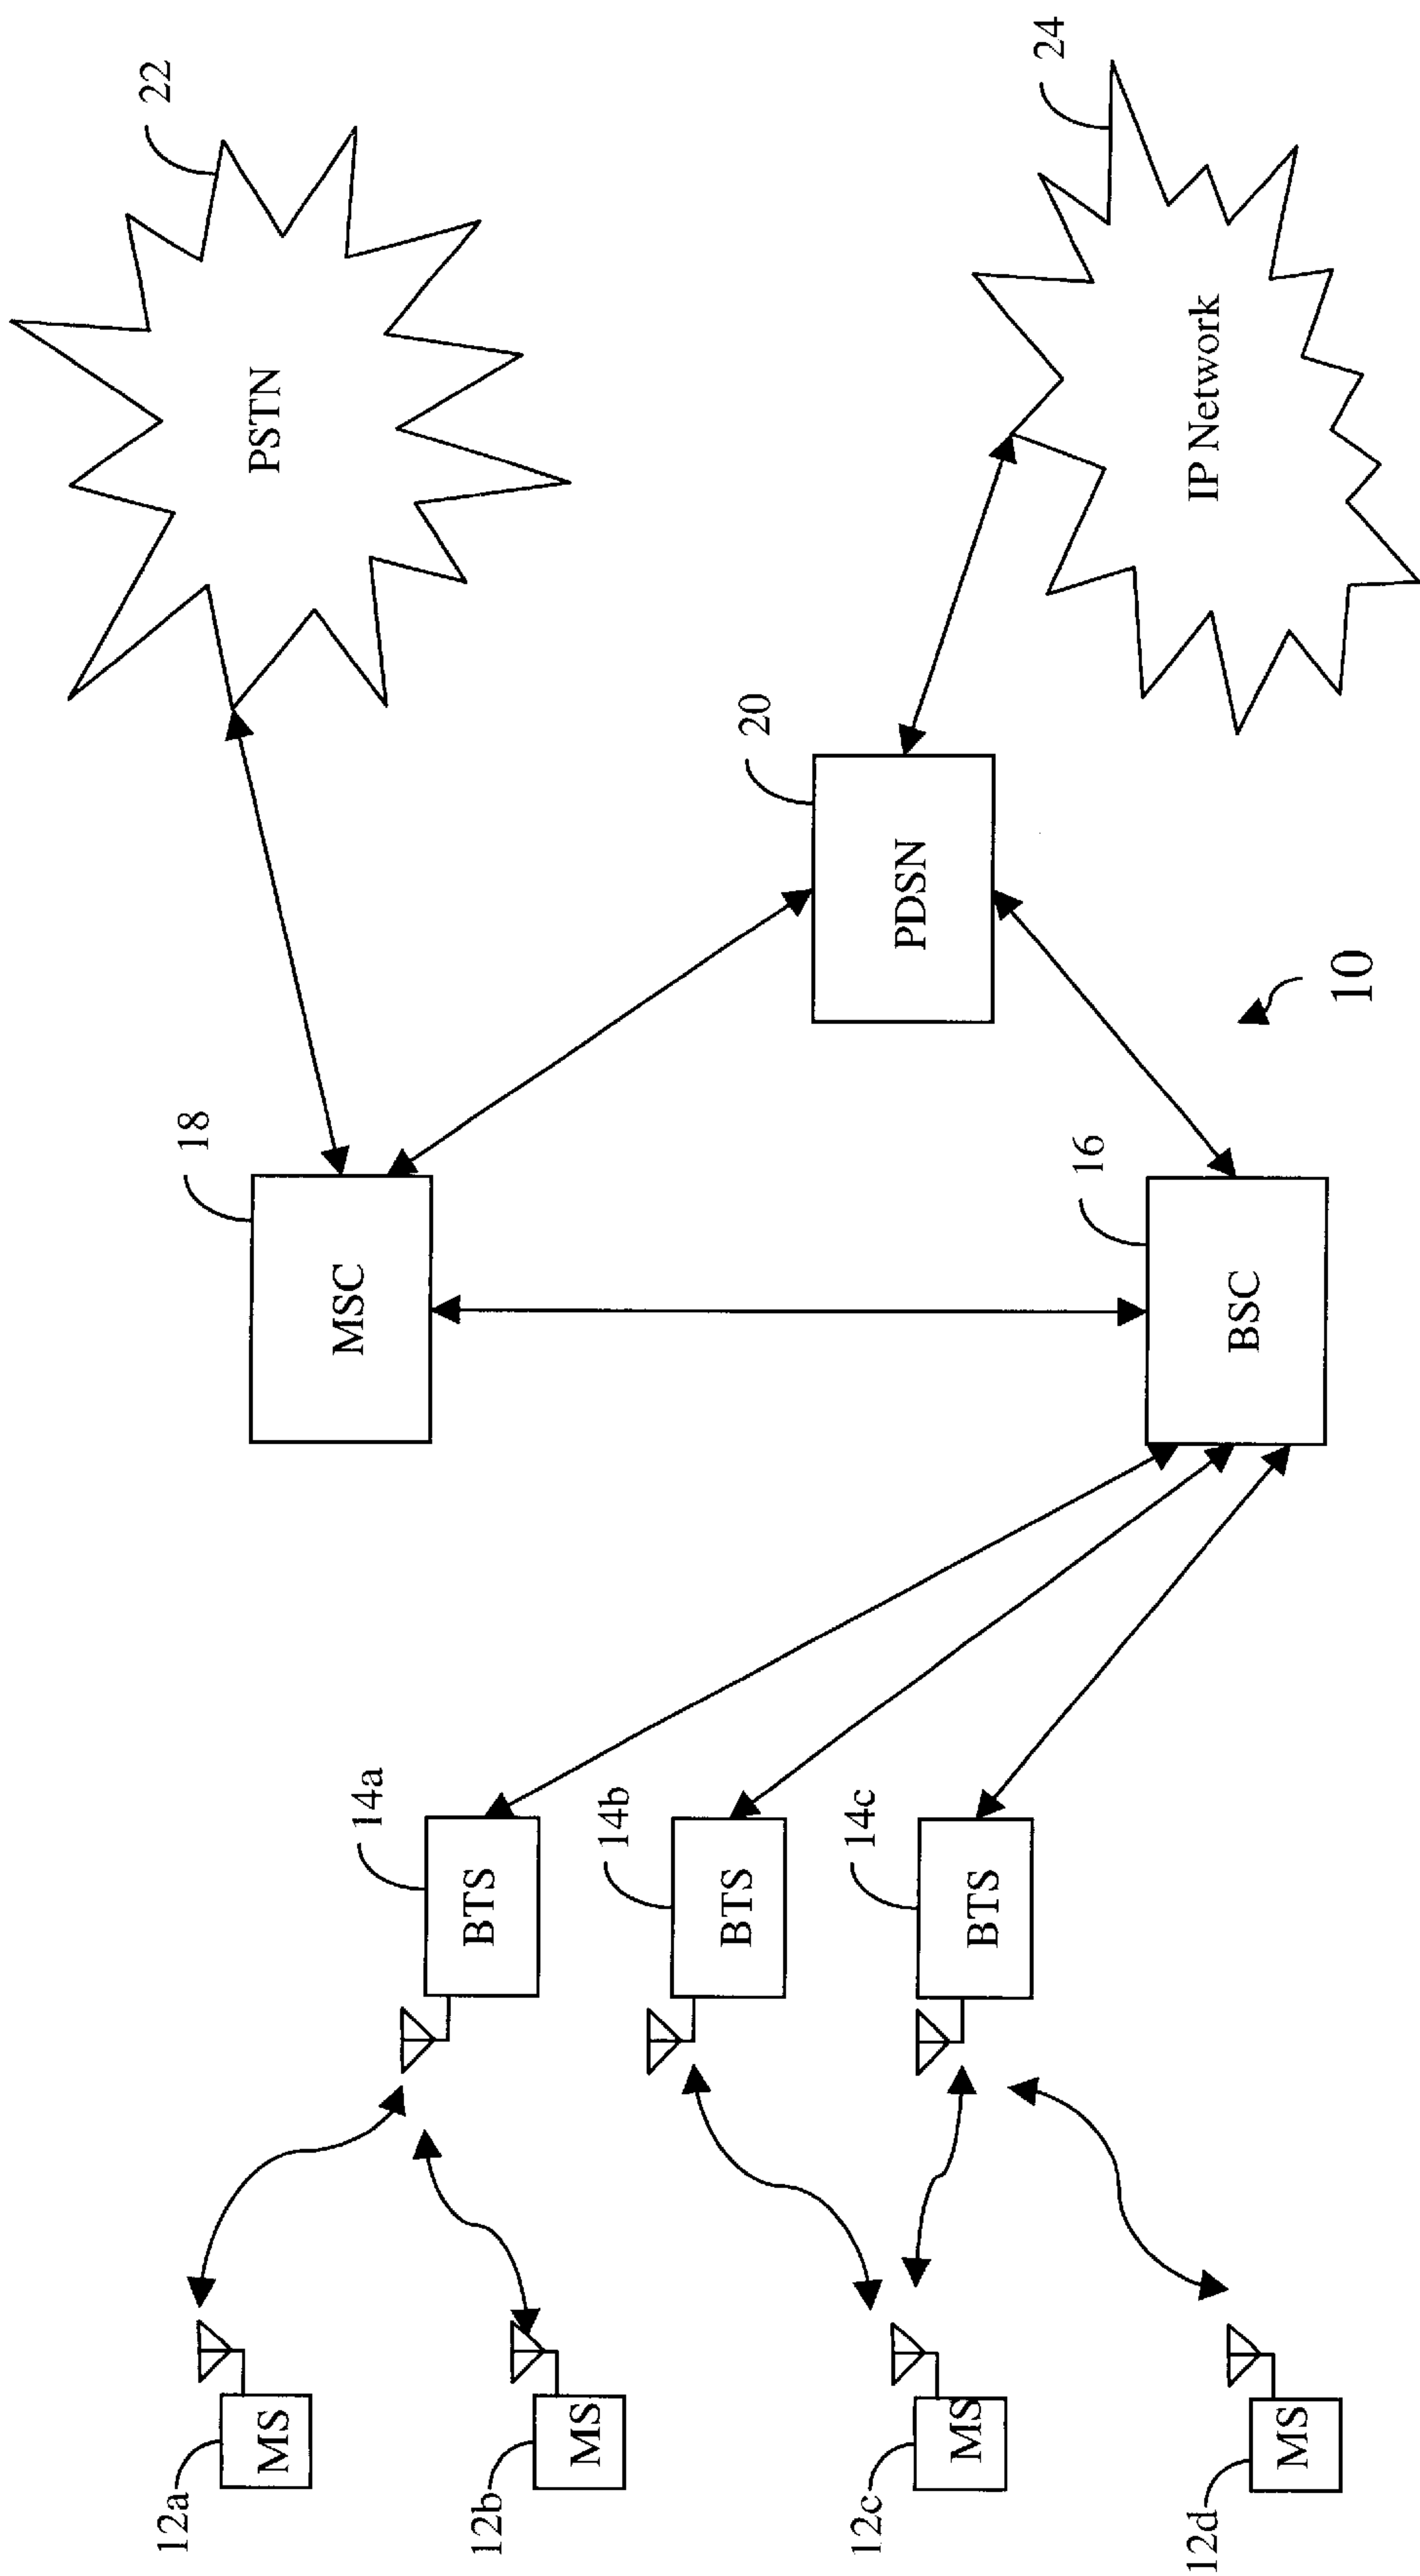 22
PSTN
24
IP Network
20
PDSN
18
MSC
16
BSC
10
14a
BTS
14b
BTS
14c
BTS
12a
MS
12b
MS
12c
MS
12d
MS